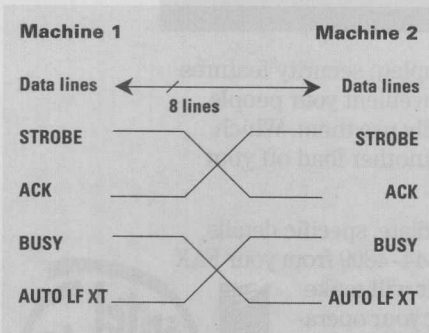 Machine 1 Machine 2
Data lines Data lines
8 lines
STROBE STROBE
ACK ACK
BUSY BUSY
AUTO LF XT AUTO LF XT